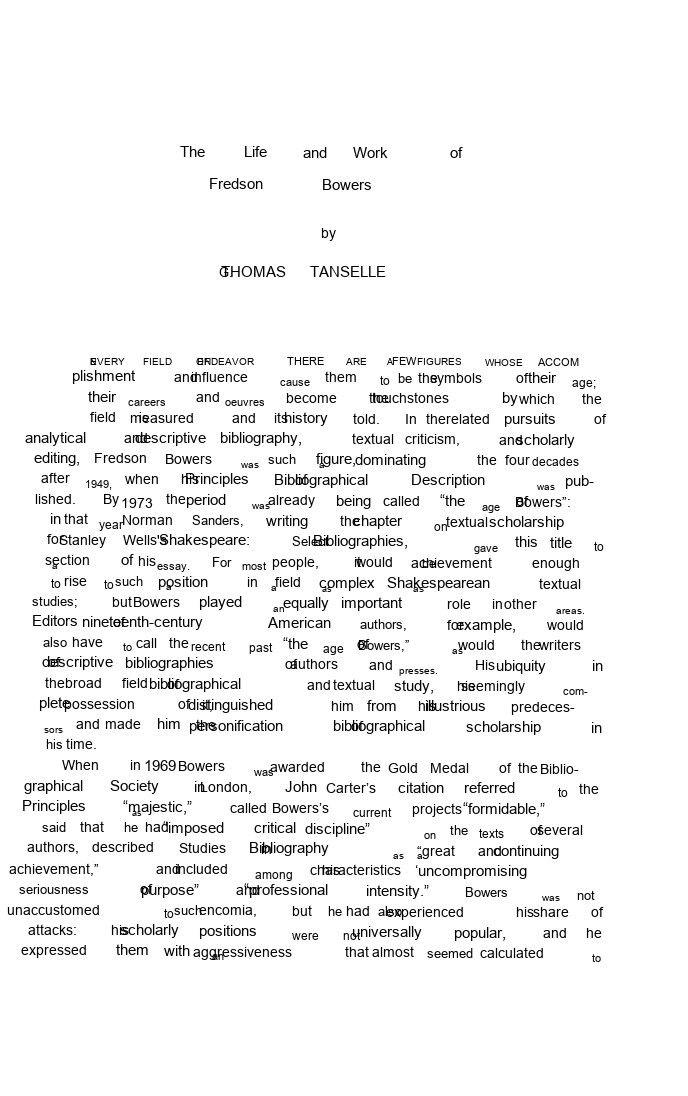 The Life and Work of
Fredson Bowers
by
G. THOMAS TANSELLE
IN EVERY FIELD OF ENDEAVOR THERE ARE A FEW FIGURES WHOSE ACCOM
plishment and influence cause them to be the symbols of their age;
their careers and oeuvres become the touchstones by which the
field is measured and its history told. In the related pursuits of
analytical and descriptive bibliography, textual criticism, and scholarly
editing, Fredson Bowers was such a figure, dominating the four decades
after 1949, when his Principles of Bibliographical Description was pub-
lished. By 1973 the period was already being called “the age of Bowers”:
in that year Norman Sanders, writing the chapter on textual scholarship
for Stanley Wells's Shakespeare: Select Bibliographies, gave this title to
a section of his essay. For most people, it would be achievement enough
to rise to such a position in a field as complex as Shakespearean textual
studies; but Bowers played an equally important role in other areas.
Editors of nineteenth-century American authors, for example, would
also have to call the recent past “the age of Bowers,” as would the writers
of descriptive bibliographies of authors and presses. His ubiquity in
the broad field of bibliographical and textual study, his seemingly com-
plete possession of it, distinguished him from his illustrious predeces-
sors and made him the personification of bibliographical scholarship in
his time.
When in 1969 Bowers was awarded the Gold Medal of the Biblio-
graphical Society in London, John Carter’s citation referred to the
Principles as “majestic,” called Bowers’s current projects “formidable,”
said that he had “imposed critical discipline” on the texts of several
authors, described Studies in Bibliography as a “great and continuing
achievement,” and included among his characteristics “uncompromising
seriousness of purpose” and “professional intensity.” Bowers was not
unaccustomed to such encomia, but he had also experienced his share of
attacks: his scholarly positions were not universally popular, and he
expressed them with an aggressiveness that almost seemed calculated to